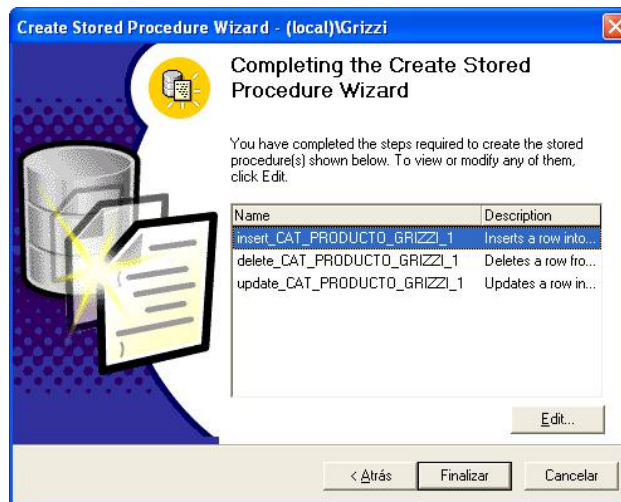 Create Stored Procedure Wizard - (local)\Grizzi
Completing the Create Stored
Procedure Wizard
You have completed the steps required to create the stored
procedure(s) shown below. To view or modify any of them,
click Edit.
Name Description
insert_CAT_PRODUCTO_GRIZZI_1 Inserts a row into...
delete_CAT_PRODUCTO_GRIZZI_1 Deletes a row fro...
update_CAT_PRODUCTO_GRIZZI_1 Updates a row in...
Edit...
< Atrás Finalizar Cancelar